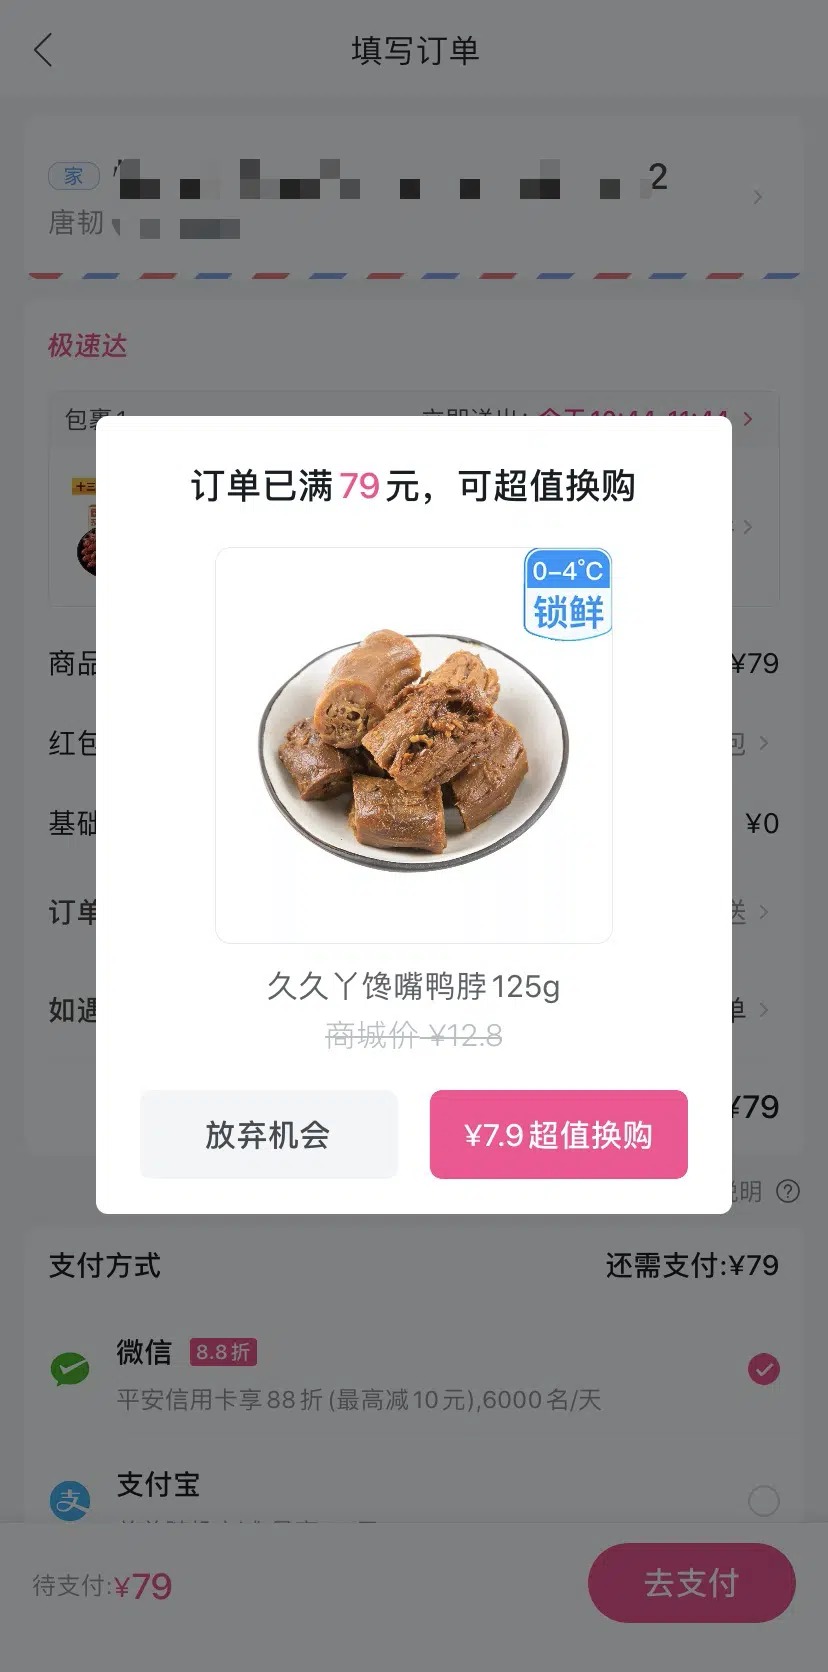 填写订单
家
2
唐韧
极速达
包裹1
订单已满79元，可超值换购
0-4°C
锁鲜
十三
商品
¥79
红包
包
基础
¥0
久久丫馋嘴鸭脖125g
订单
送
商城价 ¥12.8
如遇
单
放弃机会
¥7.9超值换购
¥79
说明
支付方式
还需支付:¥79
微信 8.8折
平安信用卡享88折(最高减10元),6000名/天
支付宝
待支付:¥79
去支付